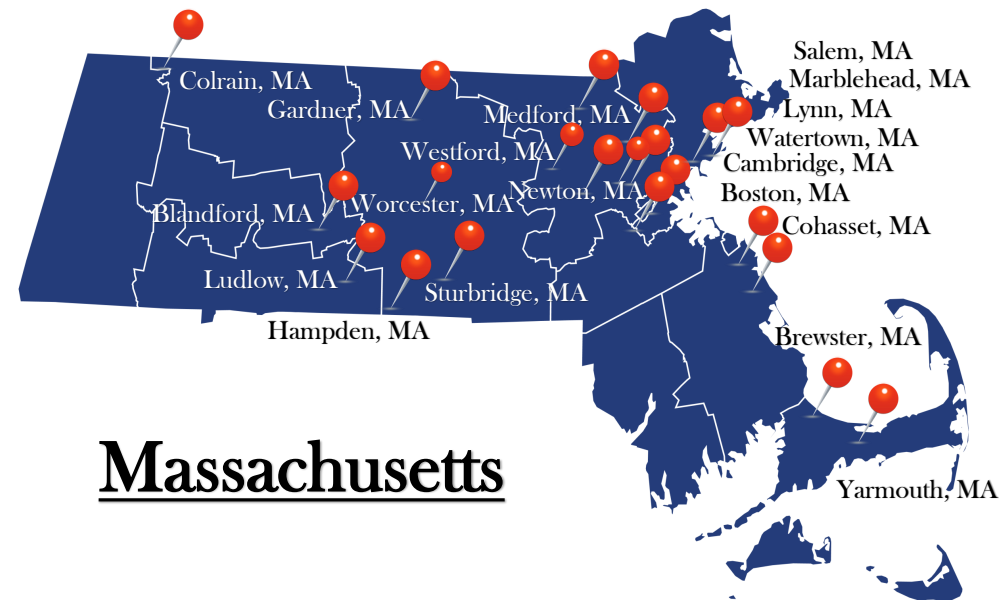 Salem, MA
Colrain, MA
Marblehead, MA
Gardner, MA
Medford, MA
Lynn, MA
Watertown, MA
Westford, MA
Cambridge, MA
Newton, MA
Boston, MA
Worcester, MA
Blandford, MA
Cohasset, MA
Ludlow, MA
Sturbridge, MA
Hampden, MA
Brewster, MA
Massachusetts
Yarmouth, MA